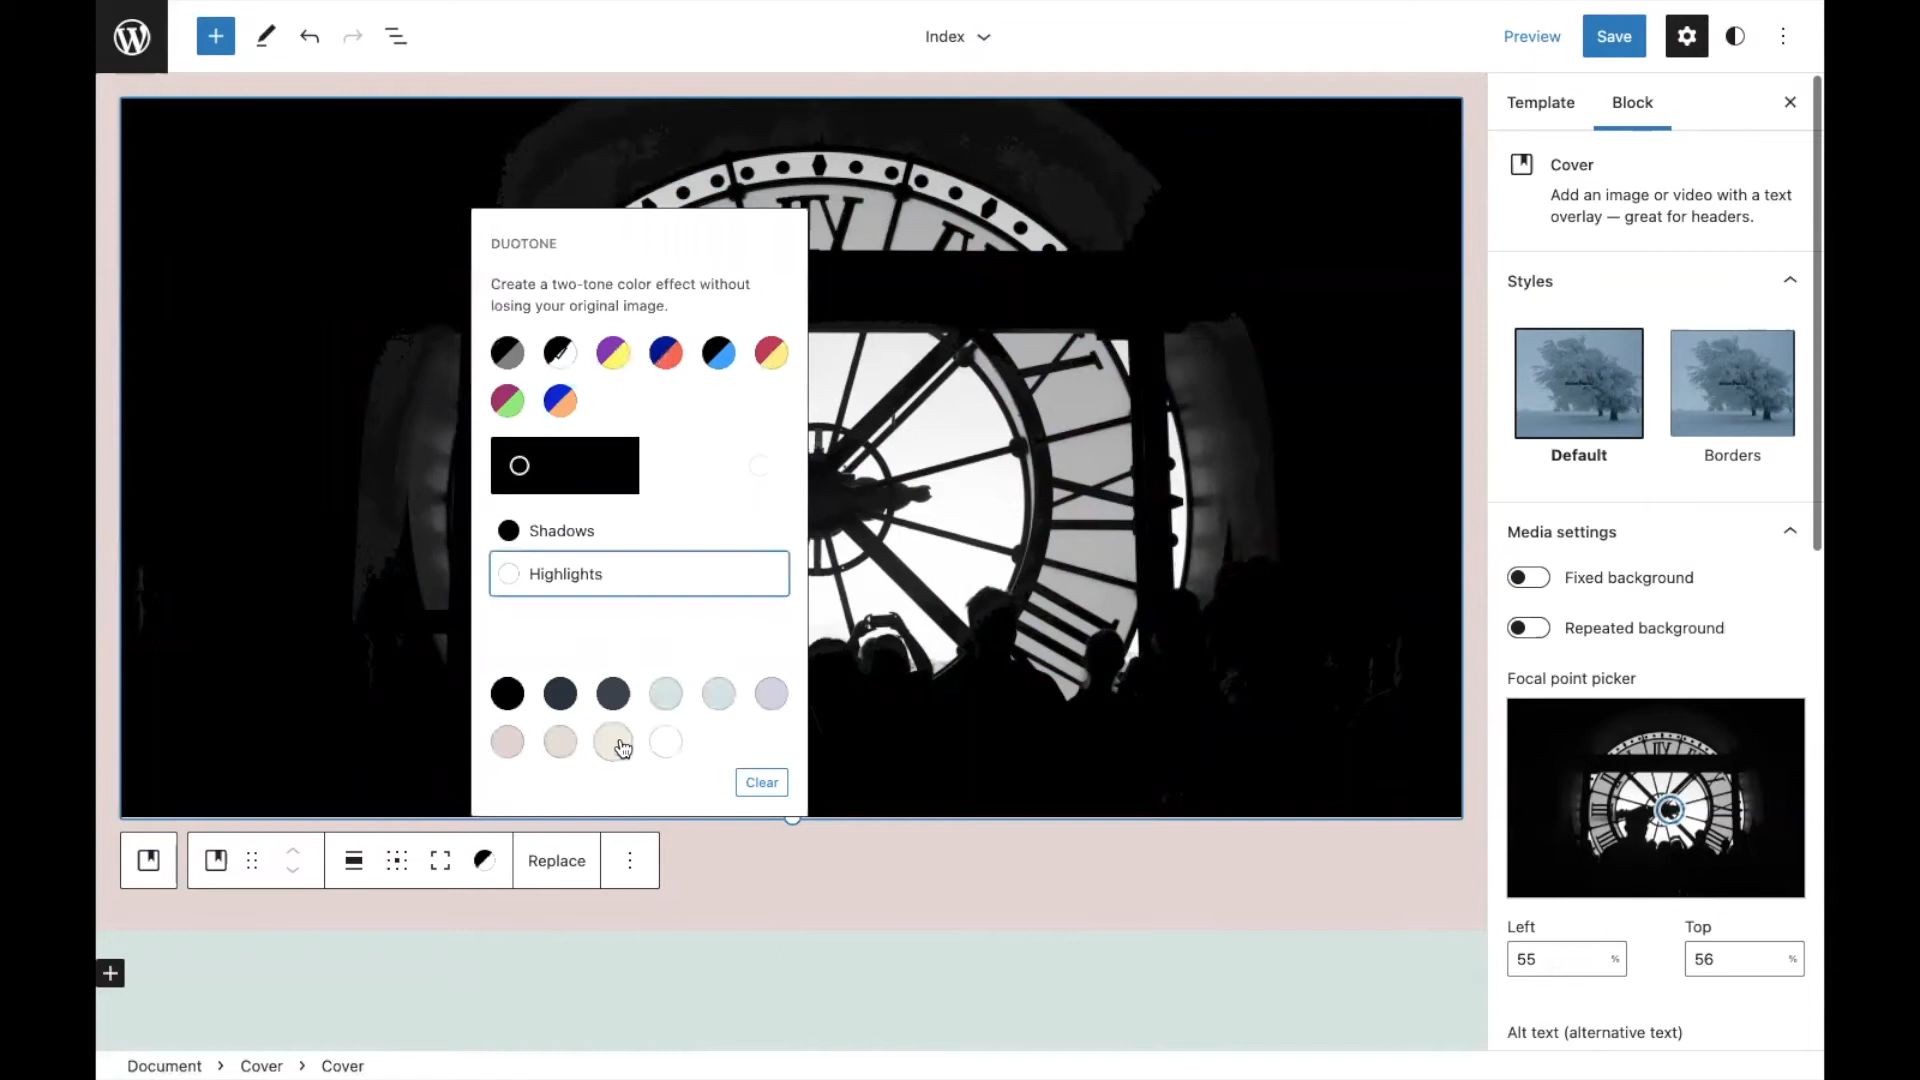 Index
Preview
Save
Template
Block
Cover
Add an image or video with a text
overlay — great for headers.
Styles
Default
Borders
Media settings
Fixed background
Repeated background
Focal point picker
Left
Top
55 %
56 %
Alt text (alternative text)
DUOTONE
Create a two-tone color effect without
losing your original image.
Shadows
Highlights
Clear
Replace
Document > Cover > Cover